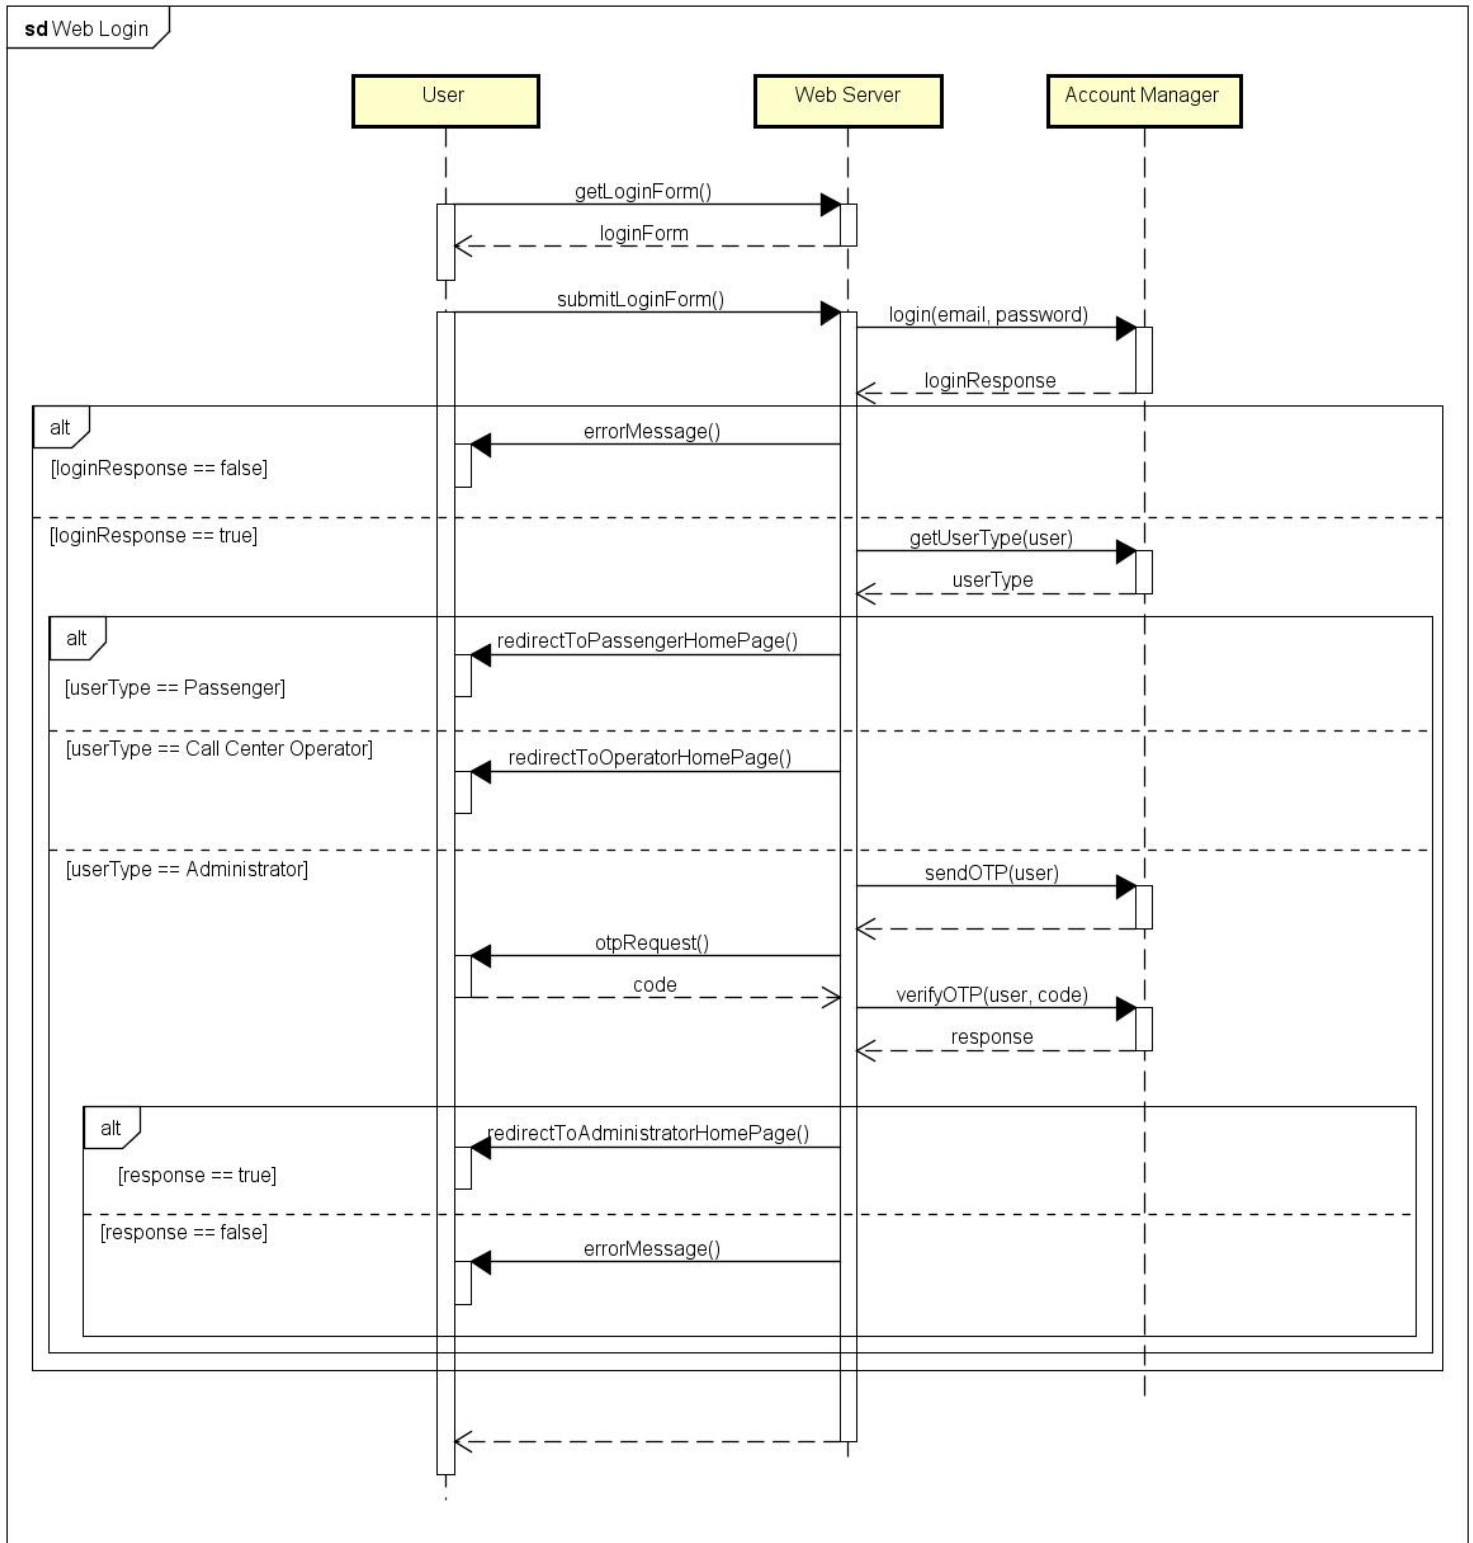 sd Web Login
User
Web Server
Account Manager
getLoginForm()
loginForm
submitLoginForm()
login(email, password)
loginResponse
alt
errorMessage()
[loginResponse == false]
[loginResponse == true]
getUserType(user)
userType
alt
redirectToPassengerHomePage()
[userType == Passenger]
[userType == Call Center Operator]
redirectToOperatorHomePage()
[userType == Administrator]
sendOTP(user)
otpRequest()
code
verifyOTP(user, code)
response
alt
redirectToAdministratorHomePage()
[response == true]
[response == false]
errorMessage()